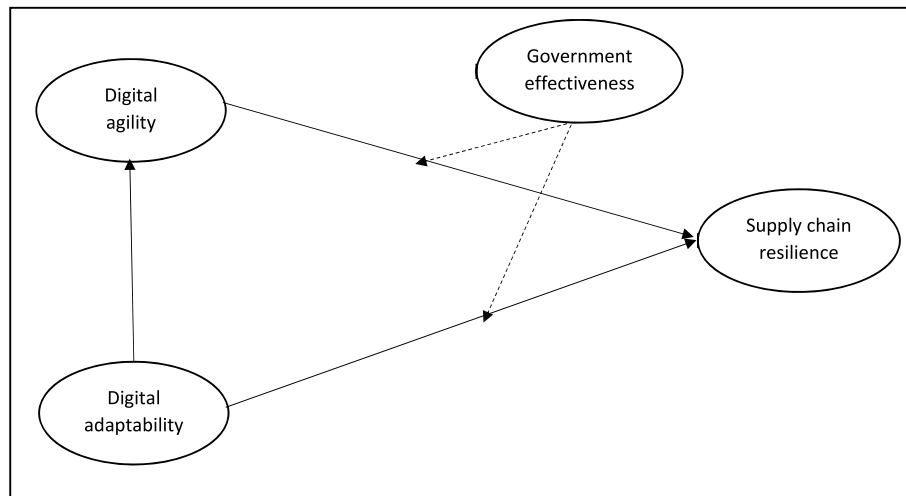 Government
effectiveness
Digital
agility
Supply chain
resilience
Digital
adaptability